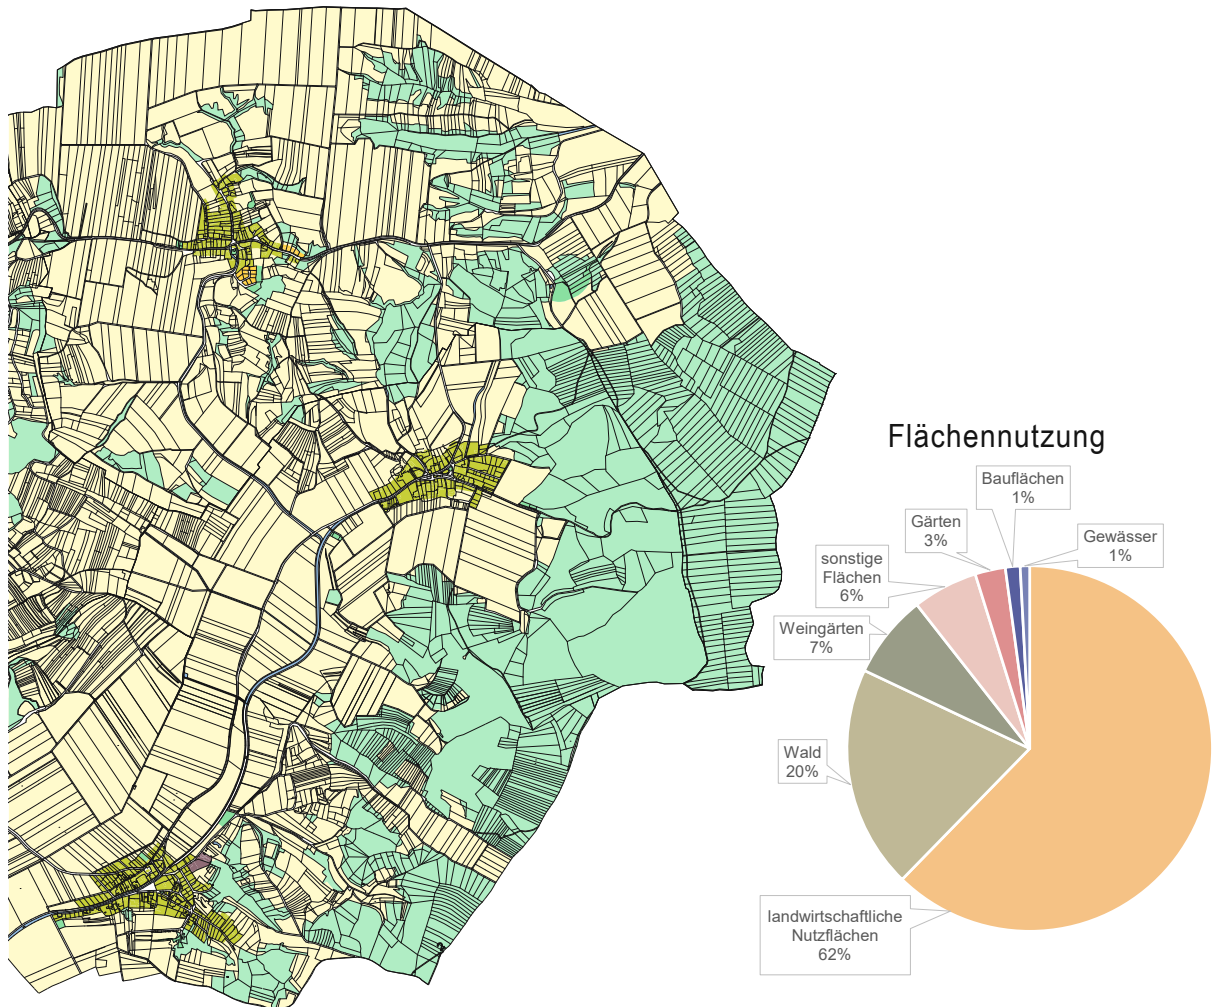 Flächennutzung
Bauflächen
1%
Gärten
3%
Gewässer
1%
sonstige
Flächen
6%
Weingärten
7%
Wald
20%
landwirtschaftliche
Nutzflächen
62%